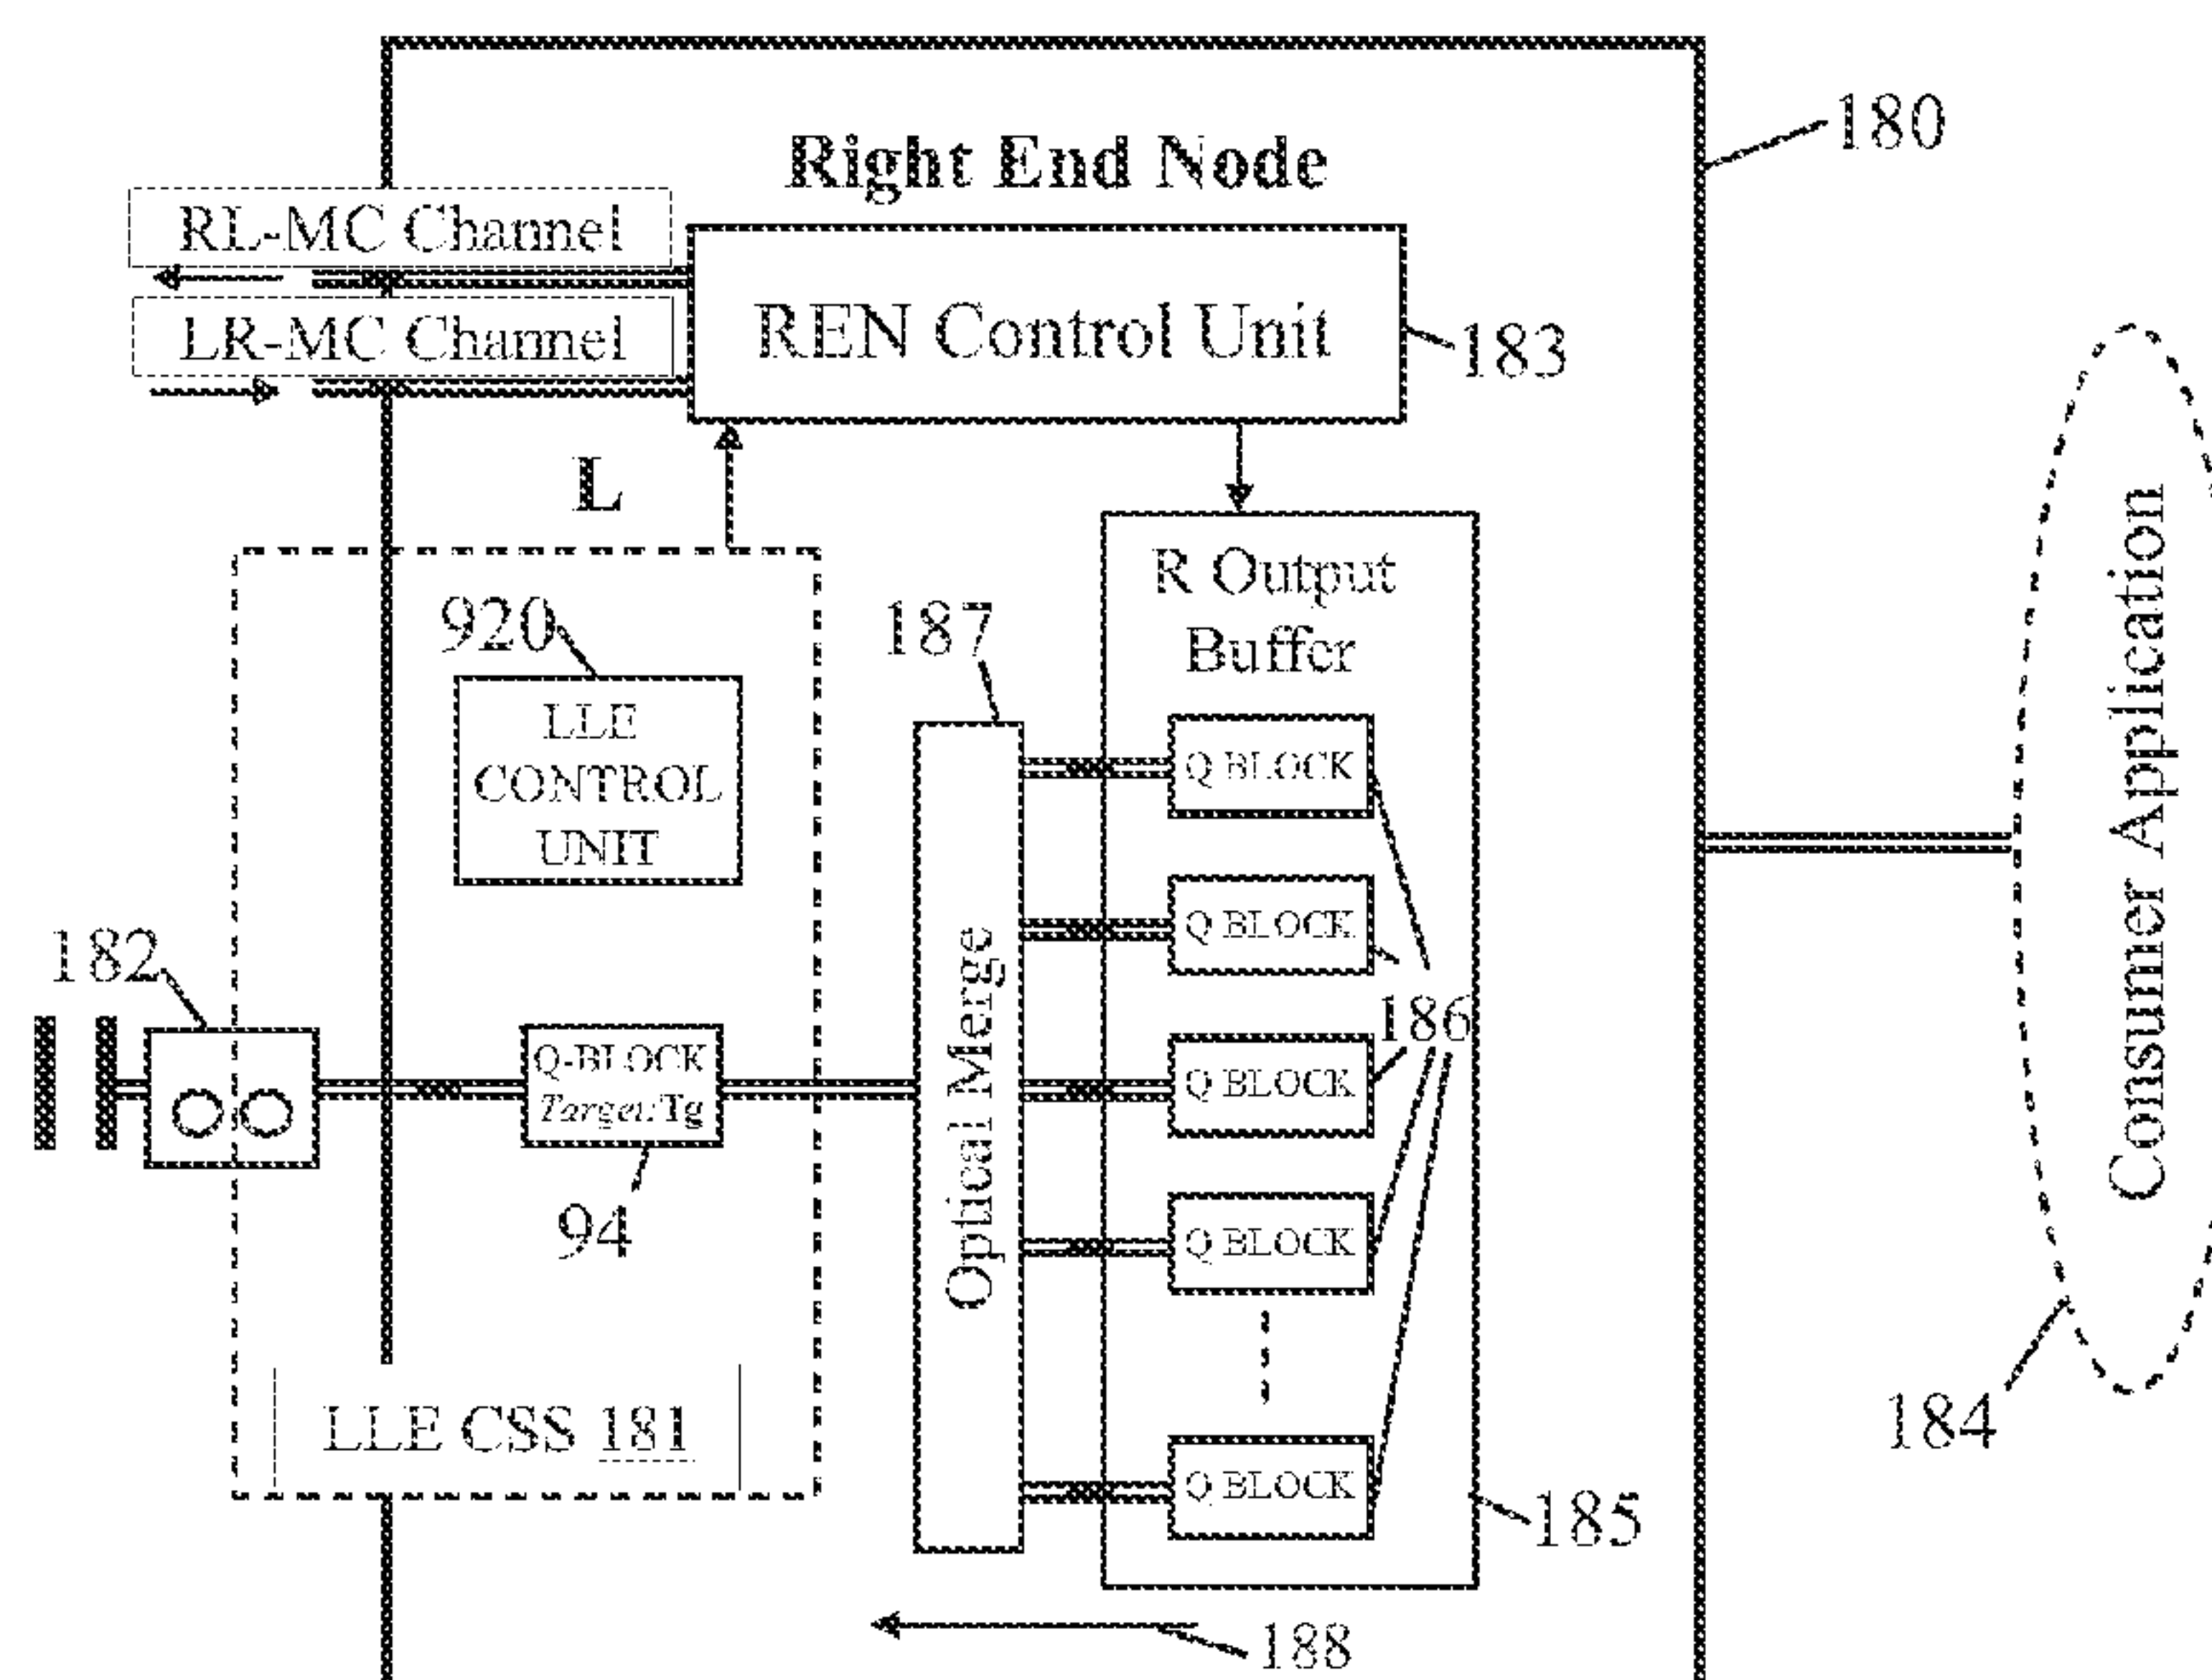 180
Right End Node
RL-MC Channel
LR-MC Channel
REN Control Unit
183
L
R Output
Buffer
920
LLE
CONTROL
UNIT
187
Q BLOCK
Q BLOCK
Q BLOCK
Q BLOCK
Q BLOCK
186
182
Q-BLOCK
Target:Tg
94
Optical Merge
Consumer Application
184
LLE CSS 181
185
188